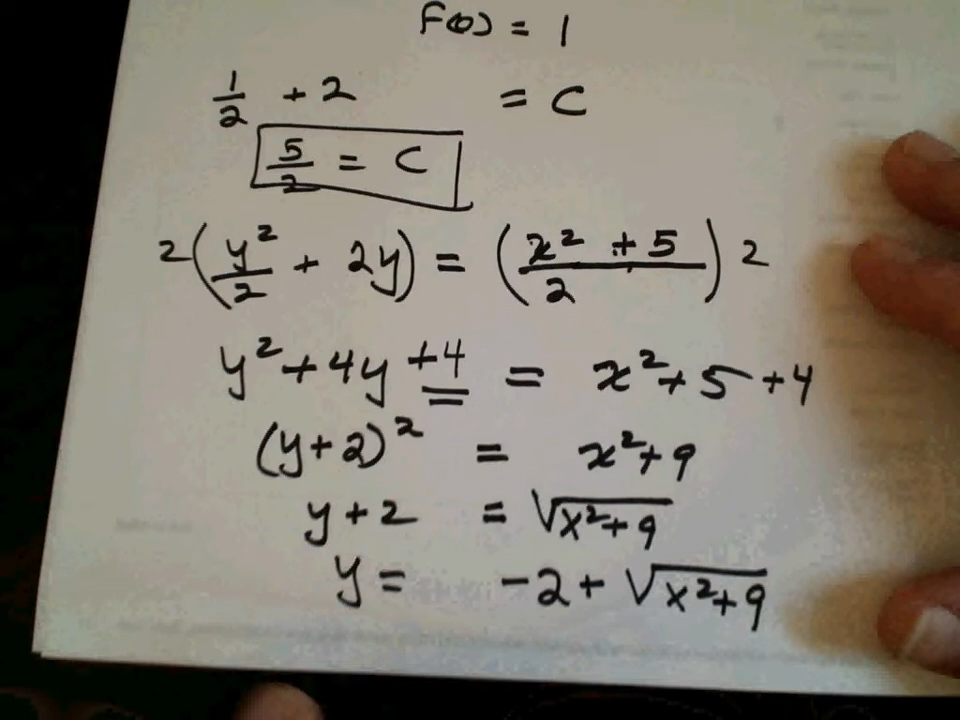 F(0) = 1
1/2 + 2 = C
5/2 = C
2(y²/2 + 2y) = (x² + 5/2)2
y² + 4y + 4 = x² + 5 + 4
(y + 2)² = x² + 9
y + 2 = √(x² + 9)
y = -2 + √(x² + 9)